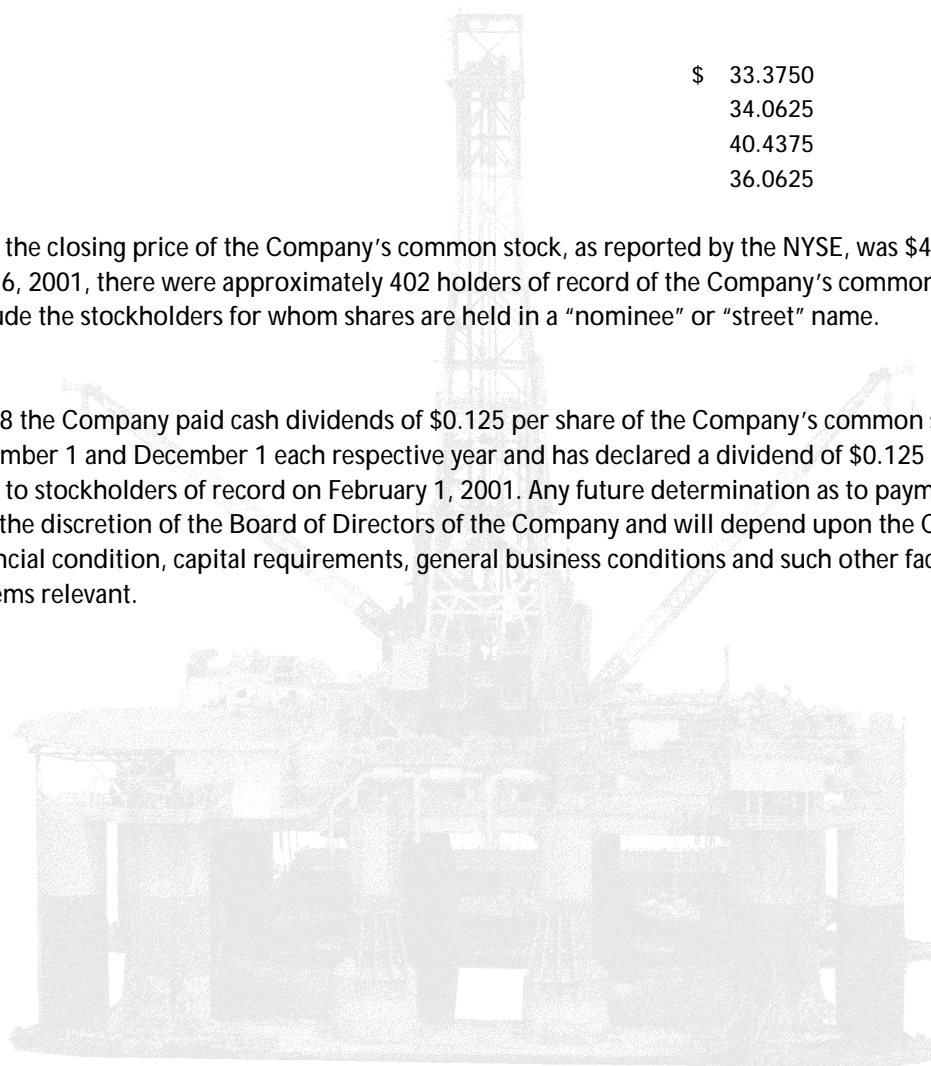 $ 33.3750
34.0625
40.4375
36.0625
the closing price of the Company’s common stock, as reported by the NYSE, was $4
6, 2001, there were approximately 402 holders of record of the Company’s common
ude the stockholders for whom shares are held in a “nominee” or “street” name.
8 the Company paid cash dividends of $0.125 per share of the Company’s common s
mber 1 and December 1 each respective year and has declared a dividend of $0.125
to stockholders of record on February 1, 2001. Any future determination as to paym
the discretion of the Board of Directors of the Company and will depend upon the C
ncial condition, capital requirements, general business conditions and such other fac
ems relevant.